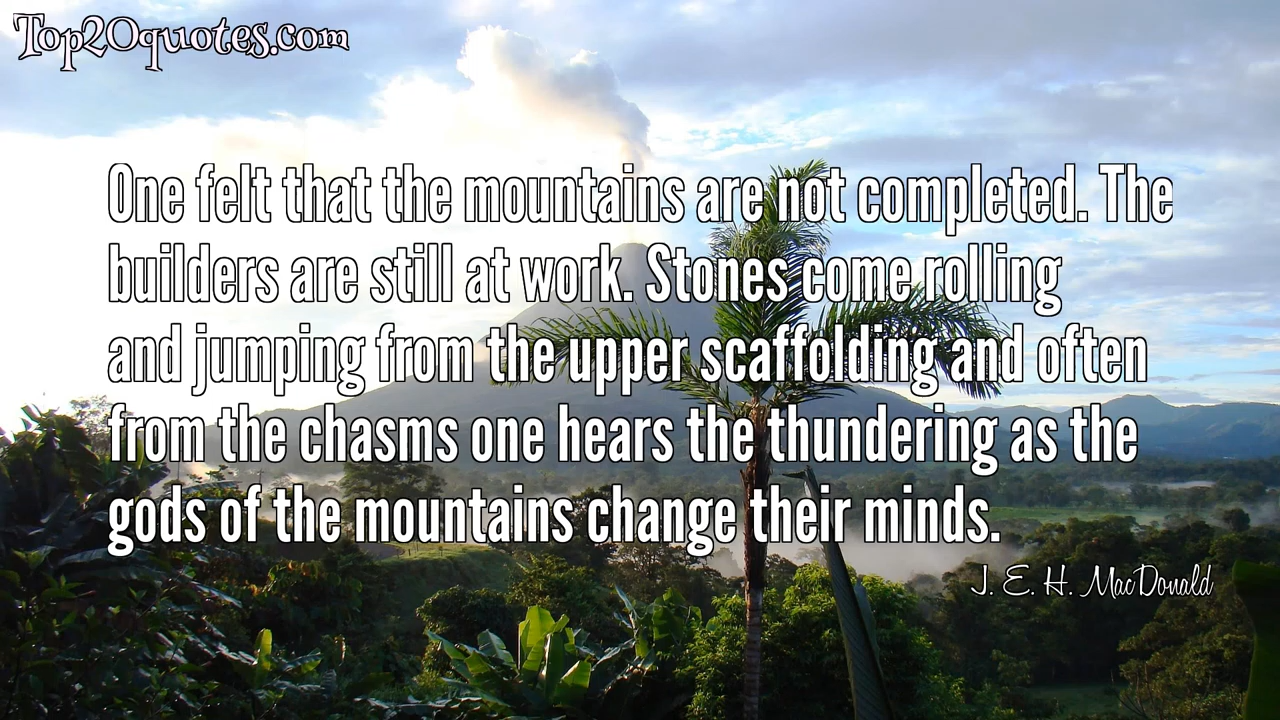 Top20quotes.com
One felt that the mountains are not completed. The
builders are still at work. Stones come rolling
and jumping from the upper scaffolding and often
from the chasms one hears the thundering as the
gods of the mountains change their minds.
J. E. H. MacDonald